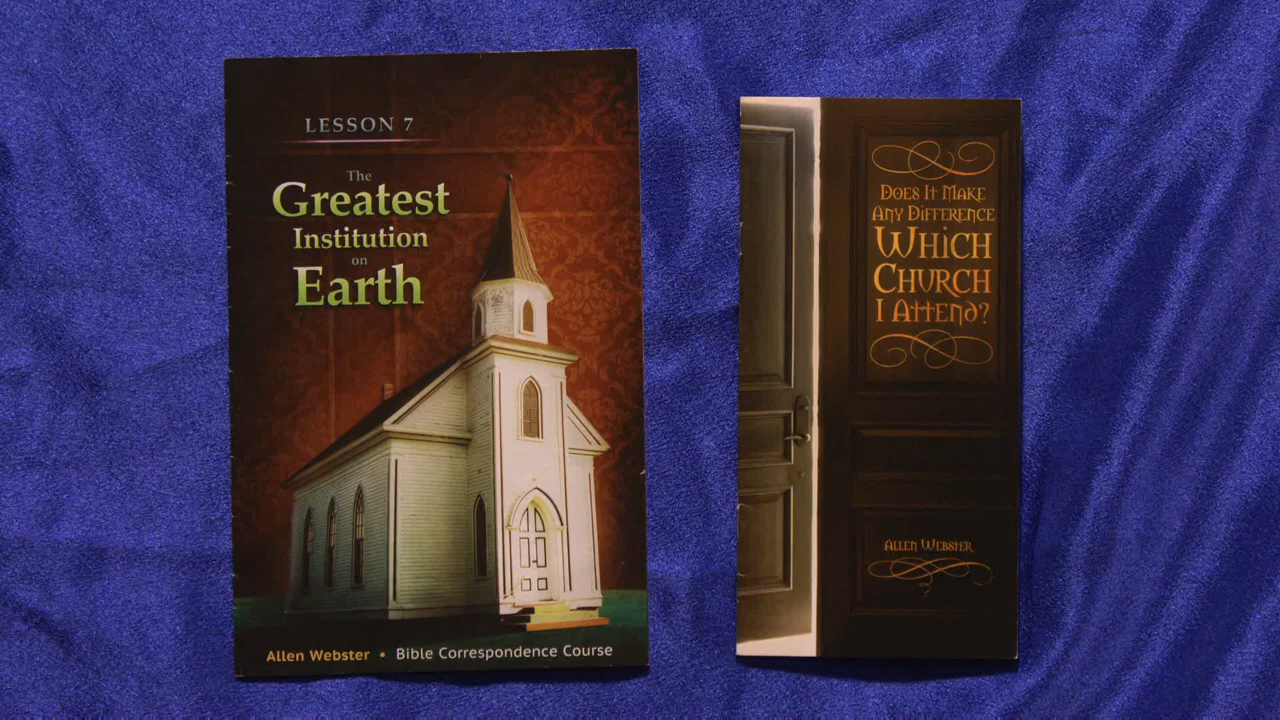 LESSON 7
The
Greatest
Institution
on
Earth
Allen Webster • Bible Correspondence Course
DOES IT MAKE
ANY DIFFERENCE
WHICH
CHURCH
I ATTEND?
ALLEN WEBSTER